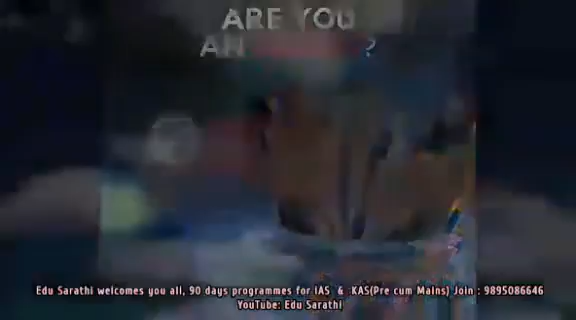 ARE YOU
AN ?
Edu Sarathi welcomes you all, 90 days programmes for IAS & KAS(Pre cum Mains) Join : 9895086646
YouTube: Edu Sarathi